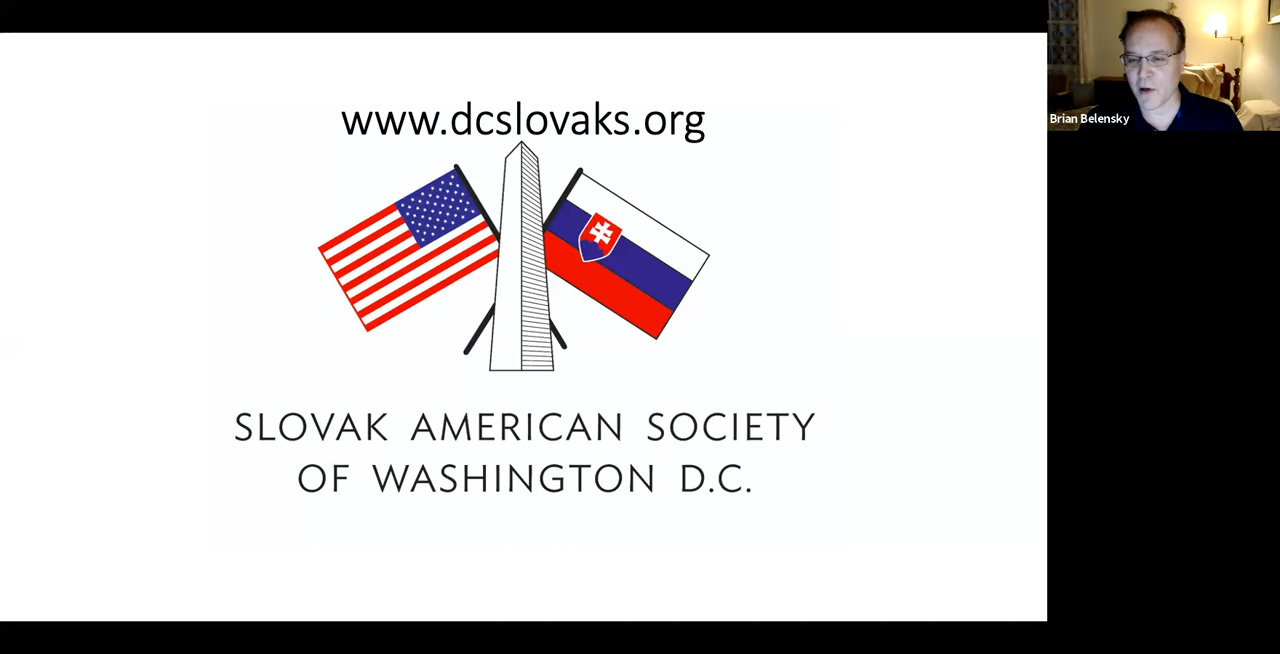 www.dcslovaks.org
SLOVAK AMERICAN SOCIETY
OF WASHINGTON D.C.
Brian Belensky